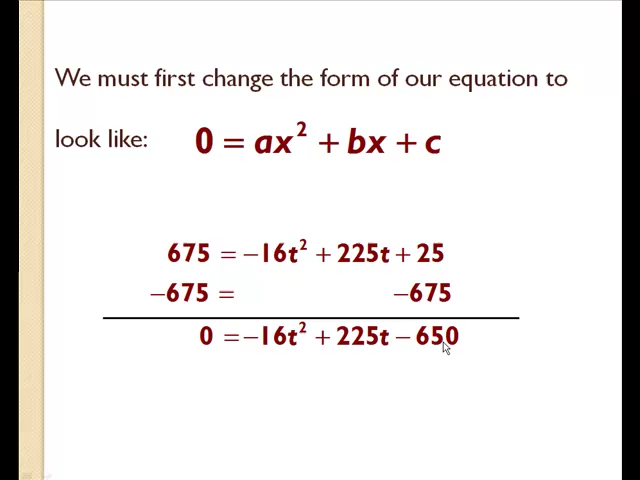 We must first change the form of our equation to
look like: 0 = ax² + bx + c
675 = −16t² + 225t + 25
−675 = −675
0 = −16t² + 225t − 650